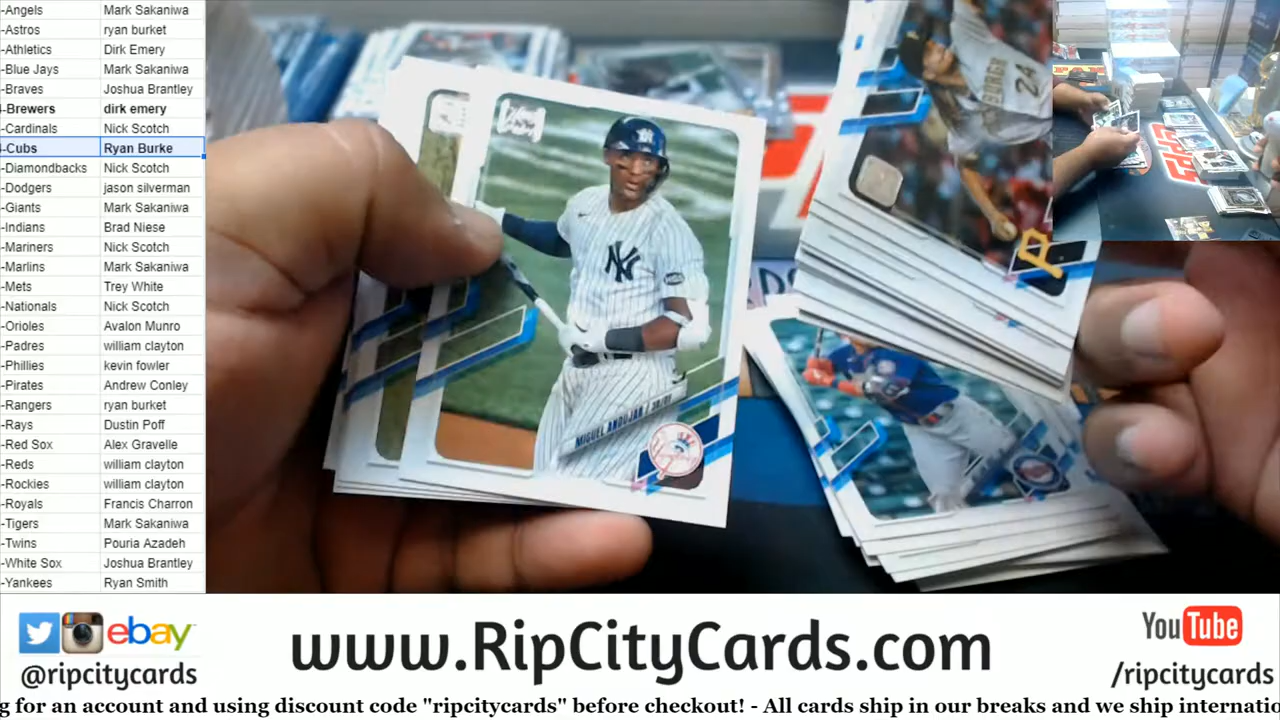 -Angels Mark Sakaniwa
-Astros ryan burket
-Athletics Dirk Emery
-Blue Jays Mark Sakaniwa
-Braves Joshua Brantley
-Brewers dirk emery
-Cardinals Nick Scotch
-Cubs Ryan Burke
-Diamondbacks Nick Scotch
-Dodgers jason silverman
-Giants Mark Sakaniwa
-Indians Brad Niese
-Mariners Nick Scotch
-Marlins Mark Sakaniwa
-Mets Trey White
-Nationals Nick Scotch
-Orioles Avalon Munro
-Padres william clayton
-Phillies kevin fowler
-Pirates Andrew Conley
-Rangers ryan burket
-Rays Dustin Poff
-Red Sox Alex Gravelle
-Reds william clayton
-Rockies william clayton
-Royals Francis Charron
-Tigers Mark Sakaniwa
-Twins Pouria Azadeh
-White Sox Joshua Brantley
-Yankees Ryan Smith
NY
MIGUEL ANDUJAR
24
P
TOPPS
ebay
@ripcitycards
www.RipCityCards.com
YouTube
/ripcitycards
g for an account and using discount code "ripcitycards" before checkout! - All cards ship in our breaks and we ship internatio